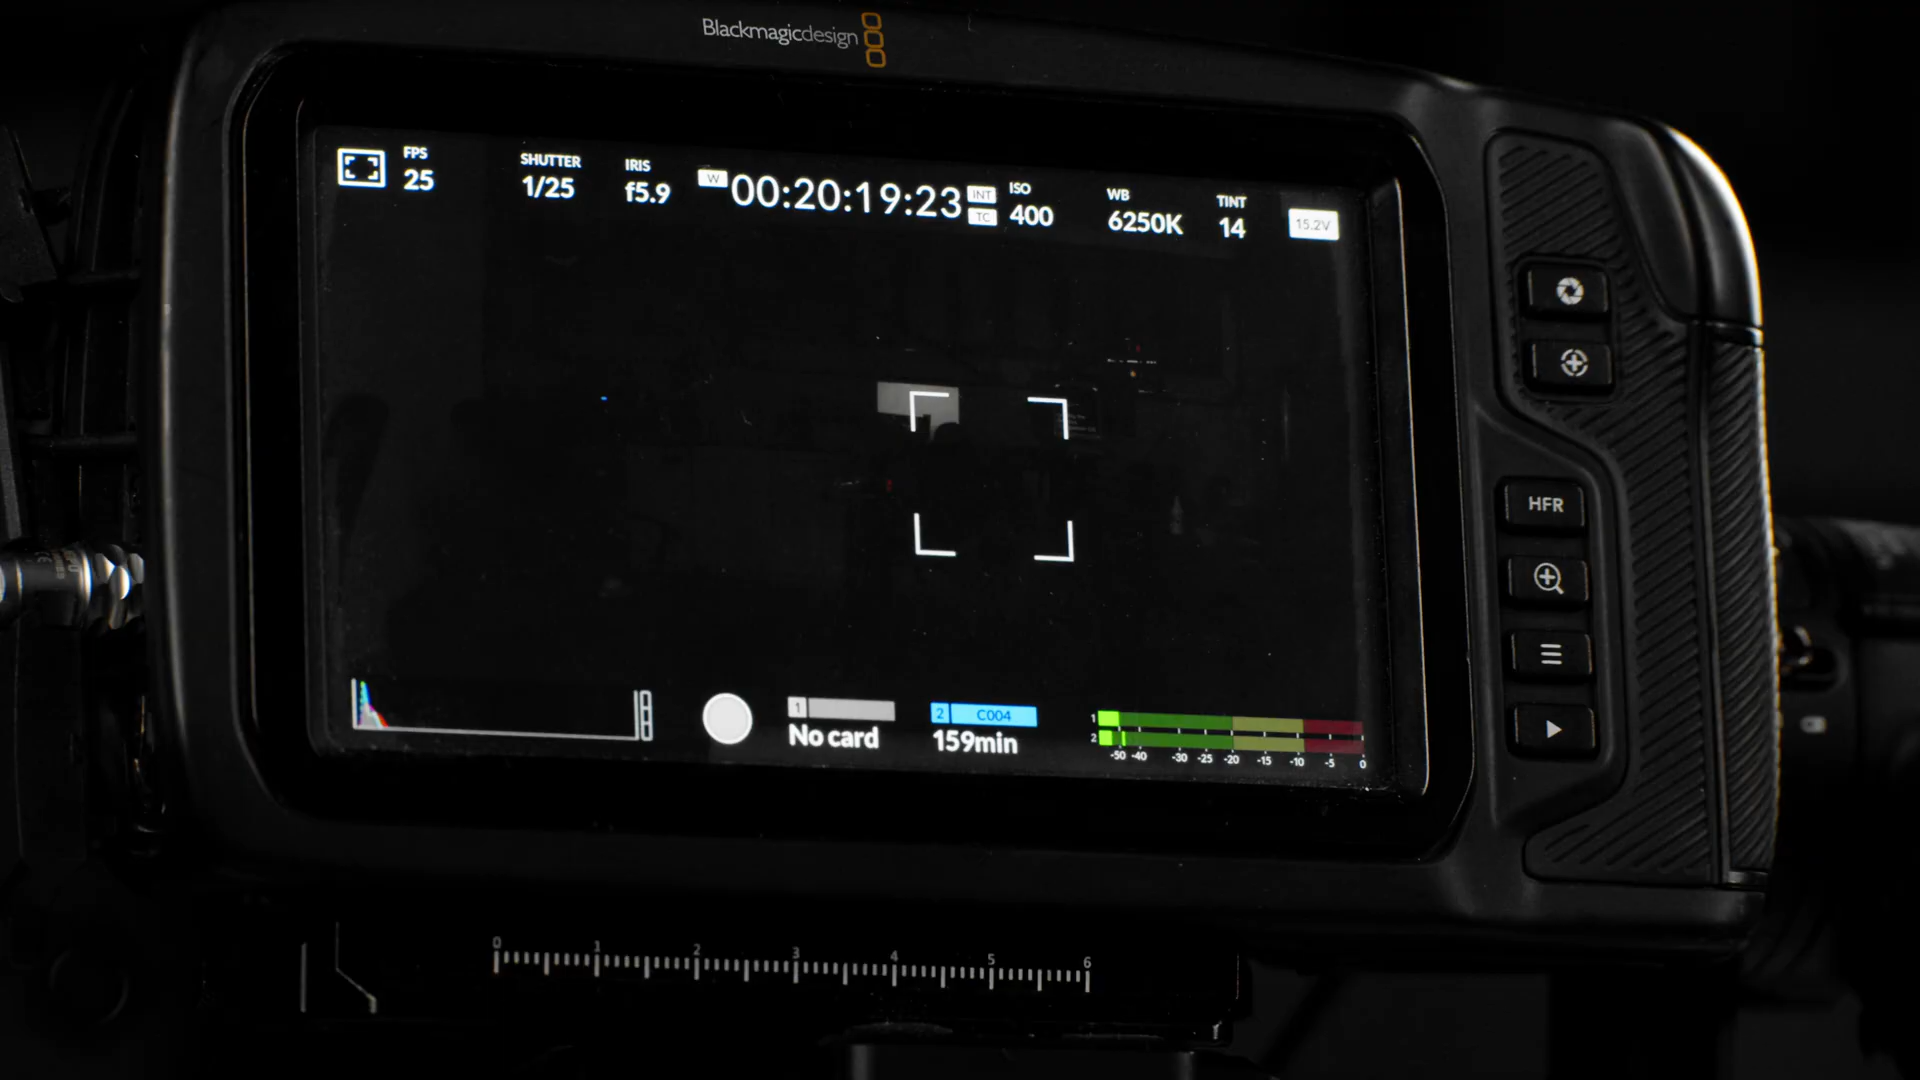 Blackmagicdesign
FPS
25
SHUTTER
1/25
IRIS
f5.9
W
00:20:19:23
INT
TC
ISO
400
WB
6250K
TINT
14
15.2V
HFR
1
No card
2 C004
159min
1
2
-50 -40 -30 -25 -20 -15 -10 -5 0
0 1 2 3 4 5 6